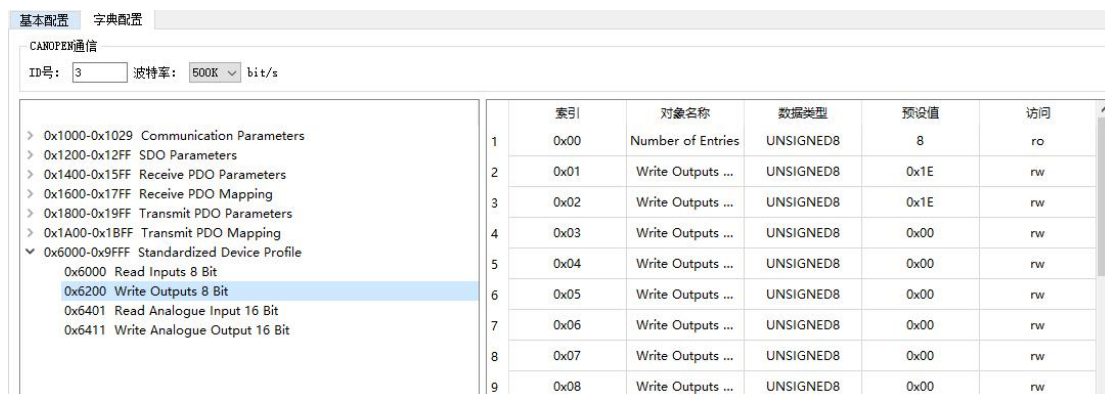 基本配置 字典配置
CANOPEN通信
ID号: 3 波特率: 500K bit/s
0x1000-0x1029 Communication Parameters
0x1200-0x12FF SDO Parameters
0x1400-0x15FF Receive PDO Parameters
0x1600-0x17FF Receive PDO Mapping
0x1800-0x19FF Transmit PDO Parameters
0x1A00-0x1BFF Transmit PDO Mapping
0x6000-0x9FFF Standardized Device Profile
0x6000 Read Inputs 8 Bit
0x6200 Write Outputs 8 Bit
0x6401 Read Analogue Input 16 Bit
0x6411 Write Analogue Output 16 Bit
索引 对象名称 数据类型 预设值 访问
1 0x00 Number of Entries UNSIGNED8 8 ro
2 0x01 Write Outputs ... UNSIGNED8 0x1E rw
3 0x02 Write Outputs ... UNSIGNED8 0x1E rw
4 0x03 Write Outputs ... UNSIGNED8 0x00 rw
5 0x04 Write Outputs ... UNSIGNED8 0x00 rw
6 0x05 Write Outputs ... UNSIGNED8 0x00 rw
7 0x06 Write Outputs ... UNSIGNED8 0x00 rw
8 0x07 Write Outputs ... UNSIGNED8 0x00 rw
9 0x08 Write Outputs ... UNSIGNED8 0x00 rw